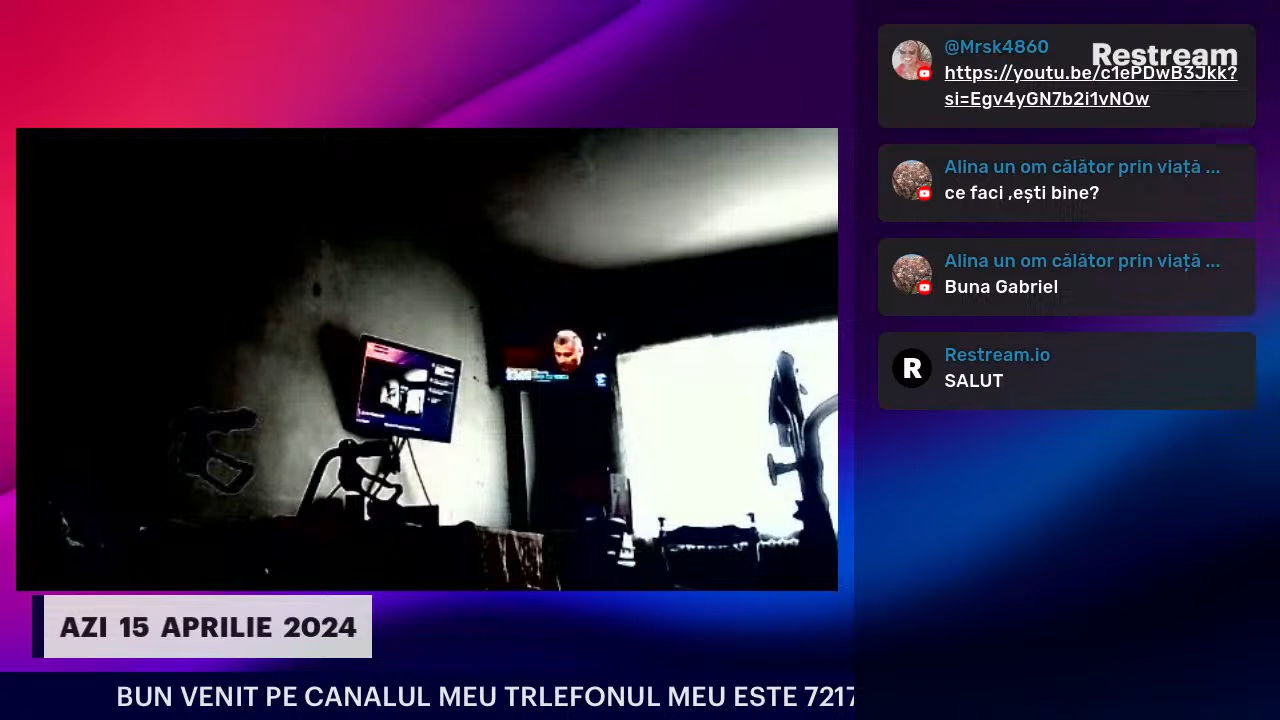 @Mrsk4860
Restream
https://youtu.be/c1ePDwB3Jkk?
si=Egv4yGN7b2i1vNOw
Alina un om călător prin viață ...
ce faci ,ești bine?
Alina un om călător prin viață ...
Buna Gabriel
R
Restream.io
SALUT
AZI 15 APRILIE 2024
BUN VENIT PE CANALUL MEU TRLEFONUL MEU ESTE 7217